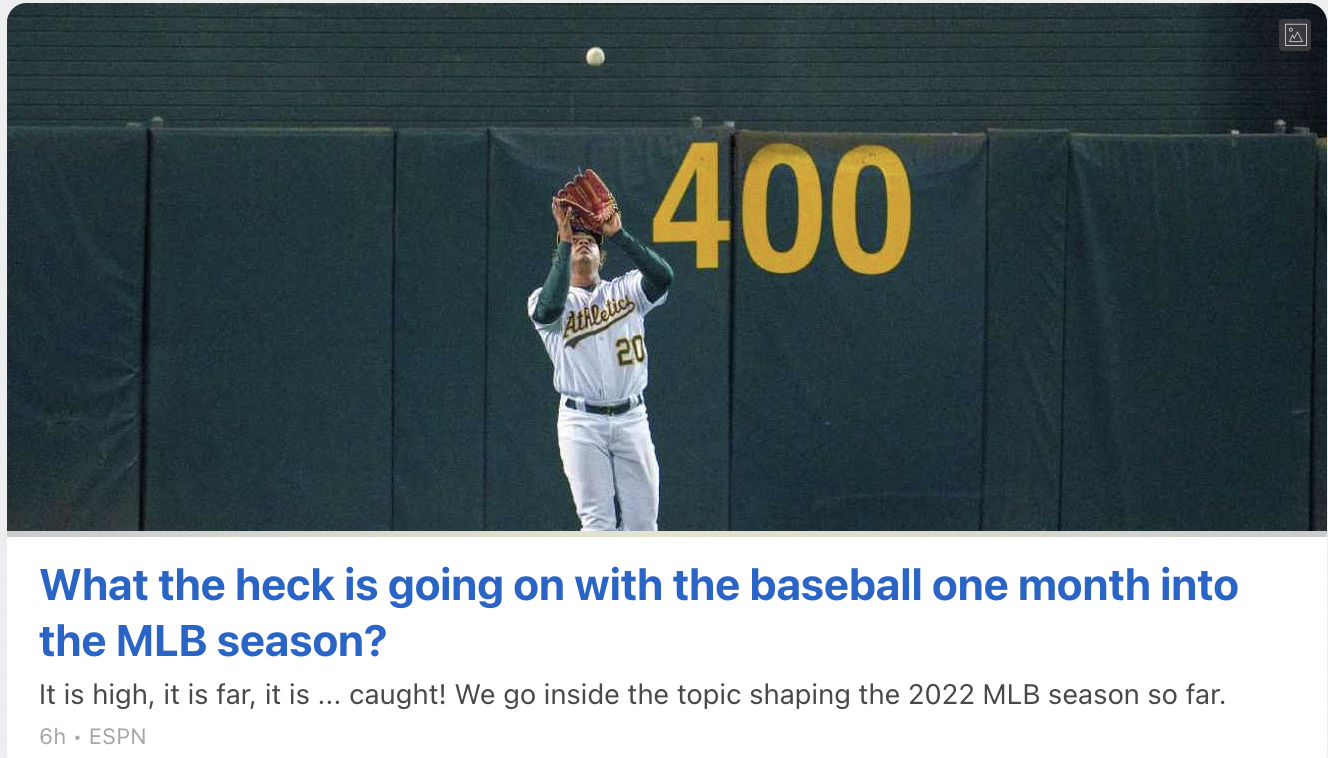 400
Athletics
20
What the heck is going on with the baseball one month into
the MLB season?
It is high, it is far, it is ... caught! We go inside the topic shaping the 2022 MLB season so far.
6h • ESPN